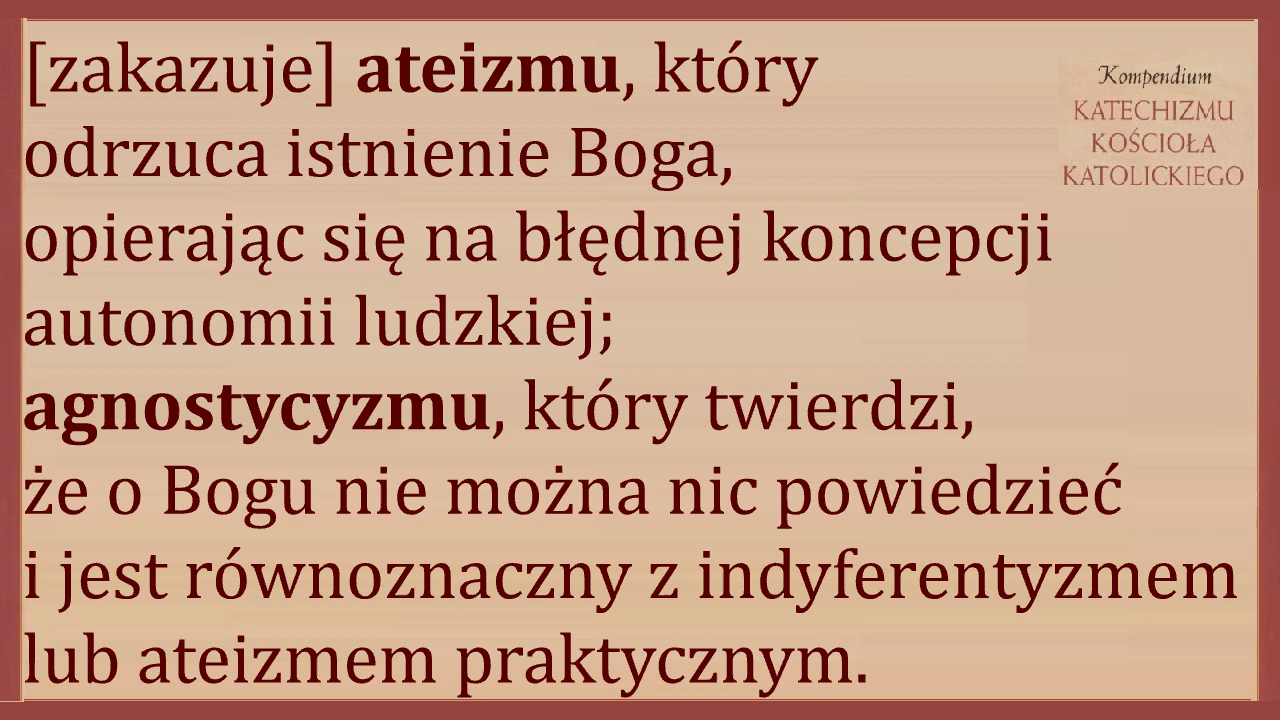 [zakazuje] ateizmu, który
odrzuca istnienie Boga,
opierając się na błędnej koncepcji
autonomii ludzkiej;
agnostycyzmu, który twierdzi,
że o Bogu nie można nic powiedzieć
i jest równoznaczny z indyferentyzmem
lub ateizmem praktycznym.
Kompendium
KATECHIZMU
KOŚCIOŁA
KATOLICKIEGO